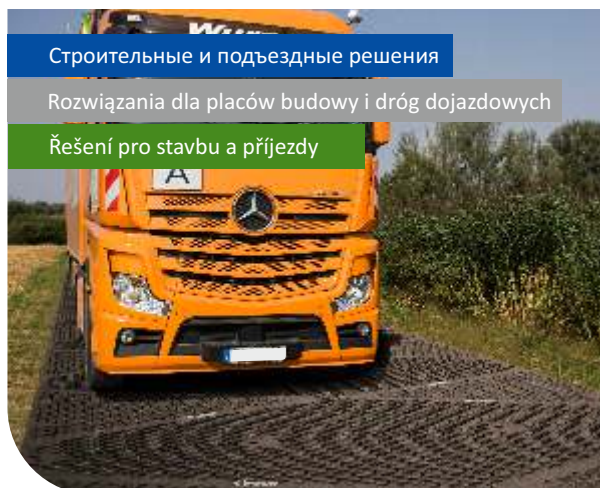 Строительные и подъездные решения
Rozwiązania dla placów budowy i dróg dojazdowych
Řešení pro stavbu a příjezdy
A